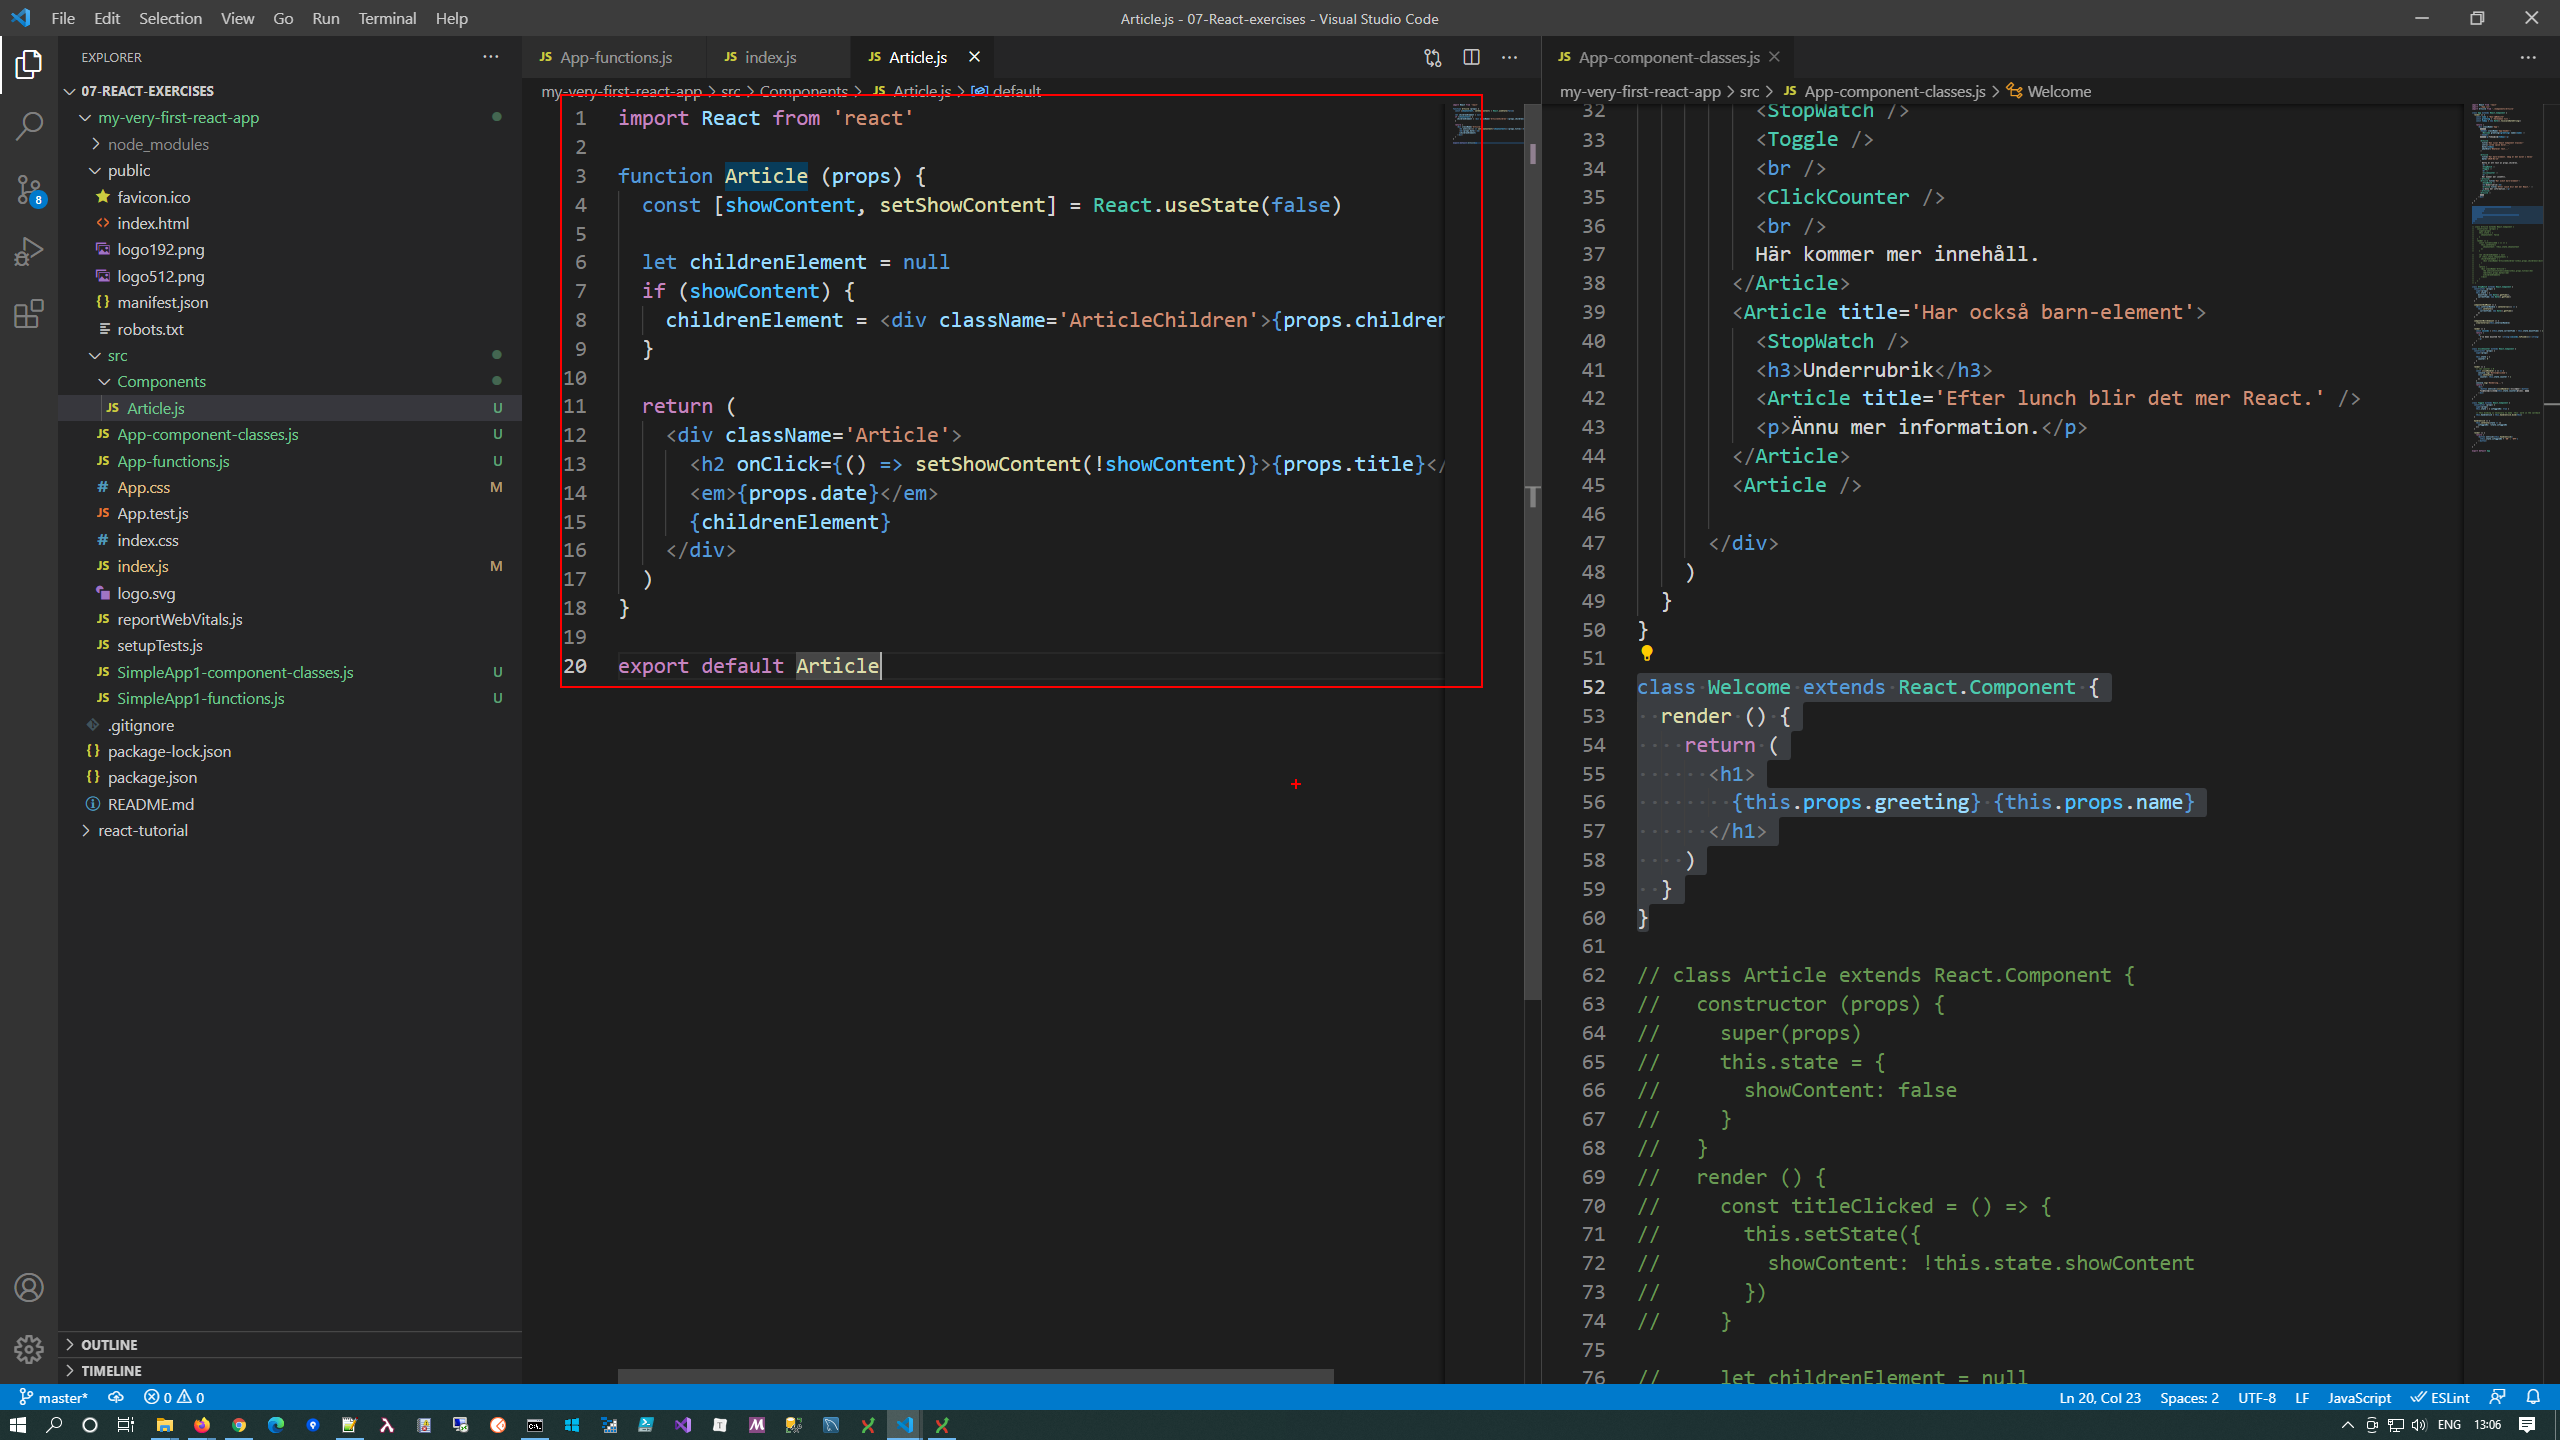 File Edit Selection View Go Run Terminal Help
Article.js - 07-React-exercises - Visual Studio Code
EXPLORER
07-REACT-EXERCISES
my-very-first-react-app
node_modules
public
favicon.ico
index.html
logo192.png
logo512.png
manifest.json
robots.txt
src
Components
Article.js U
App-component-classes.js U
App-functions.js U
App.css M
App.test.js
index.css
index.js M
logo.svg
reportWebVitals.js
setupTests.js
SimpleApp1-component-classes.js U
SimpleApp1-functions.js U
.gitignore
package-lock.json
package.json
README.md
react-tutorial
OUTLINE
TIMELINE
8
App-functions.js index.js Article.js
my-very-first-react-app > src > Components > Article.js > default
1 import React from 'react'
2
3 function Article (props) {
4 const [showContent, setShowContent] = React.useState(false)
5
6 let childrenElement = null
7 if (showContent) {
8 childrenElement = <div className='ArticleChildren'>{props.children
9 }
10
11 return (
12 <div className='Article'>
13 <h2 onClick={() => setShowContent(!showContent)}>{props.title}</
14 <em>{props.date}</em>
15 {childrenElement}
16 </div>
17 )
18 }
19
20 export default Article
App-component-classes.js
my-very-first-react-app > src > App-component-classes.js > Welcome
32 <StopWatch />
33 <Toggle />
34 <br />
35 <ClickCounter />
36 <br />
37 Här kommer mer innehåll.
38 </Article>
39 <Article title='Har också barn-element'>
40 <StopWatch />
41 <h3>Underrubrik</h3>
42 <Article title='Efter lunch blir det mer React.' />
43 <p>Ännu mer information.</p>
44 </Article>
45 <Article />
46
47 </div>
48 )
49 }
50 }
51
52 class Welcome extends React.Component {
53 render () {
54 return (
55 <h1>
56 {this.props.greeting} {this.props.name}
57 </h1>
58 )
59 }
60 }
61
62 // class Article extends React.Component {
63 // constructor (props) {
64 // super(props)
65 // this.state = {
66 // showContent: false
67 // }
68 // }
69 // render () {
70 // const titleClicked = () => {
71 // this.setState({
72 // showContent: !this.state.showContent
73 // })
74 // }
75
76 // let childrenElement = null
master* 0 0
Ln 20, Col 23 Spaces: 2 UTF-8 LF JavaScript ESLint
ENG 13:06